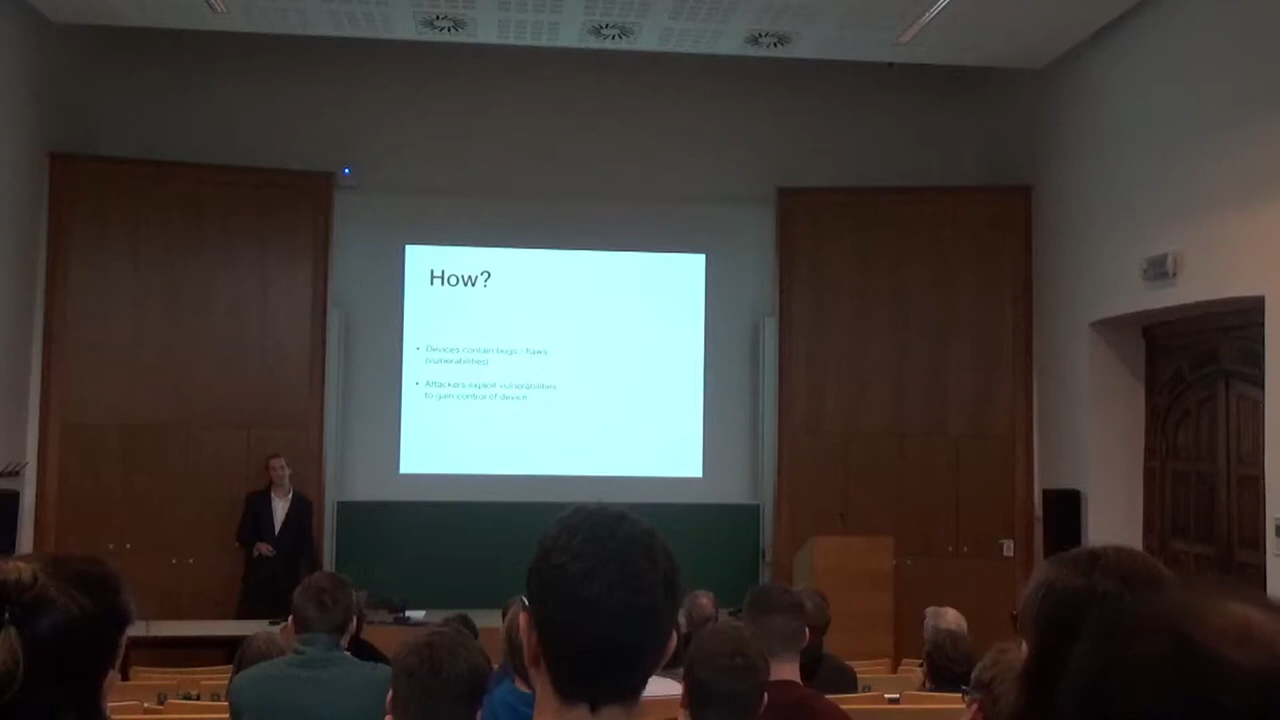 How?
• Devices contain bugs / flaws
(vulnerabilities)
• Attackers exploit vulnerabilities
to gain control of device